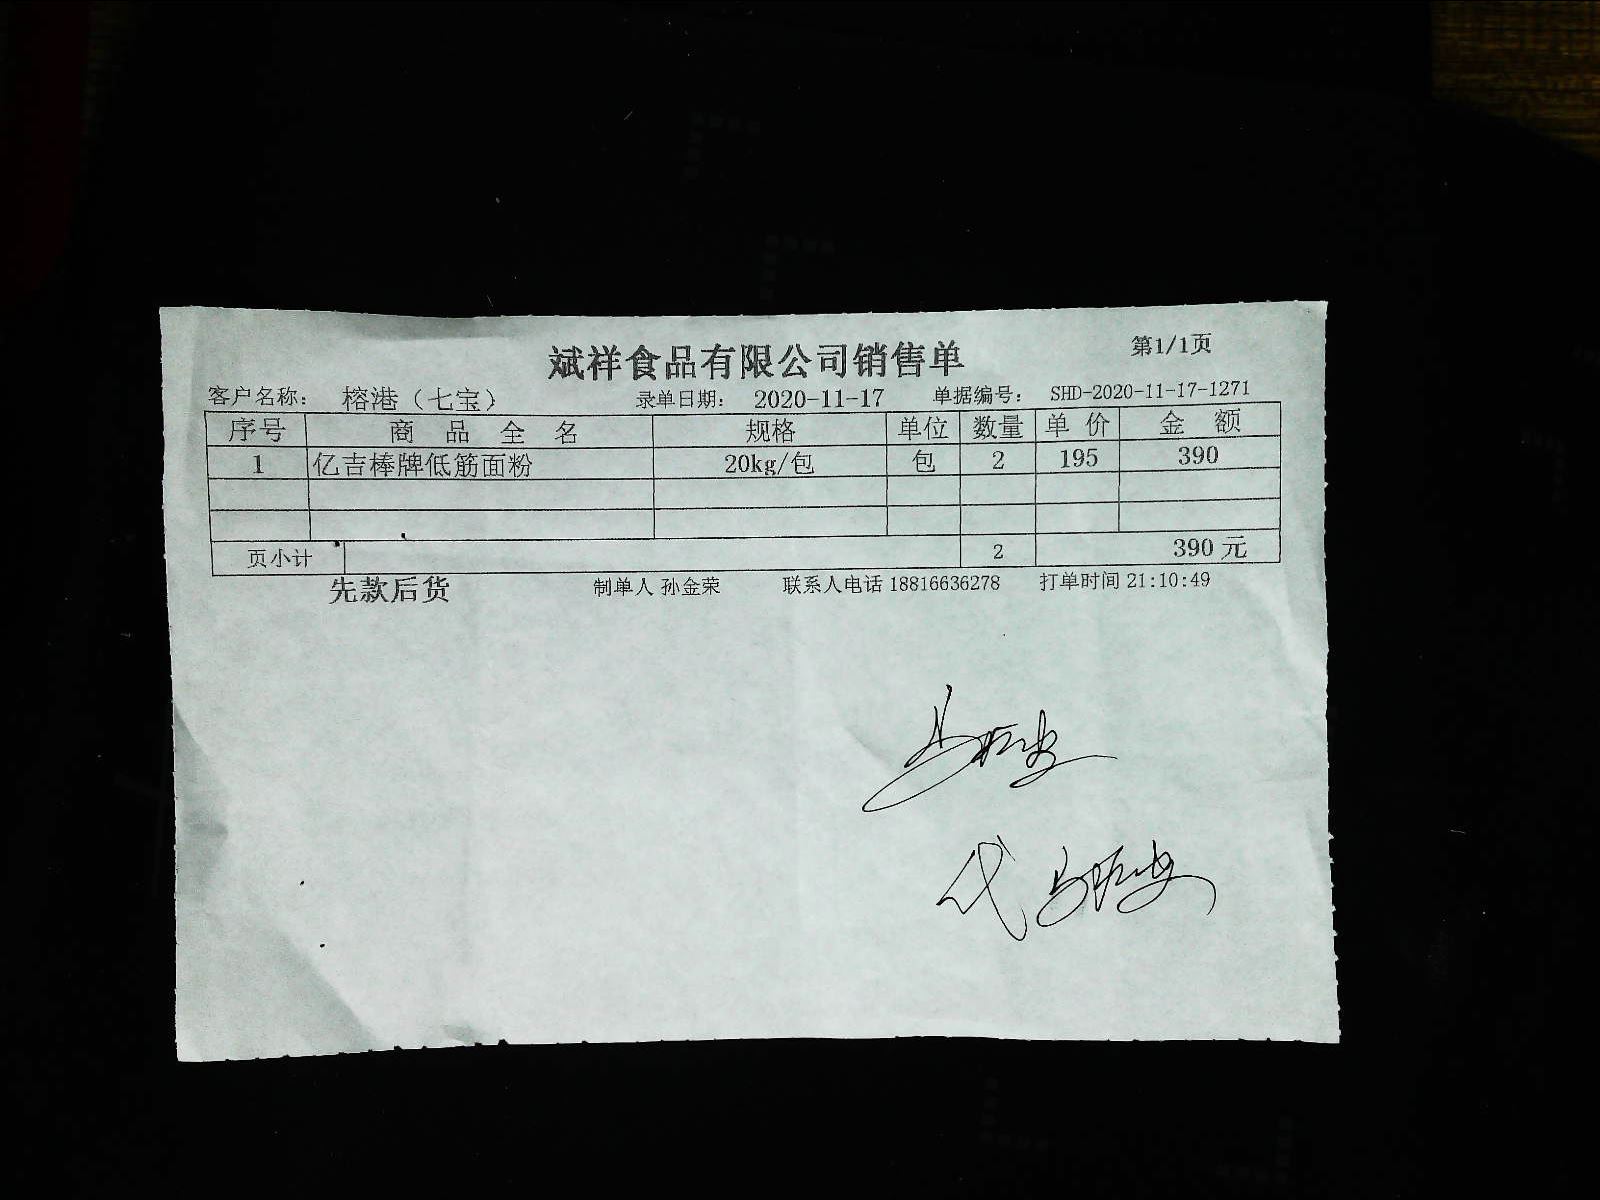 斌祥食品有限公司销售单 第1/1页
客户名称： 榕港（七宝） 录单日期： 2020-11-17 单据编号： SHD-2020-11-17-1271
序号 商品全名 规格 单位 数量 单价 金额
1 亿吉棒牌低筋面粉 20kg/包 包 2 195 390
页小计 2 390 元
先款后货 制单人 孙金荣 联系人电话 18816636278 打单时间 21:10:49
代